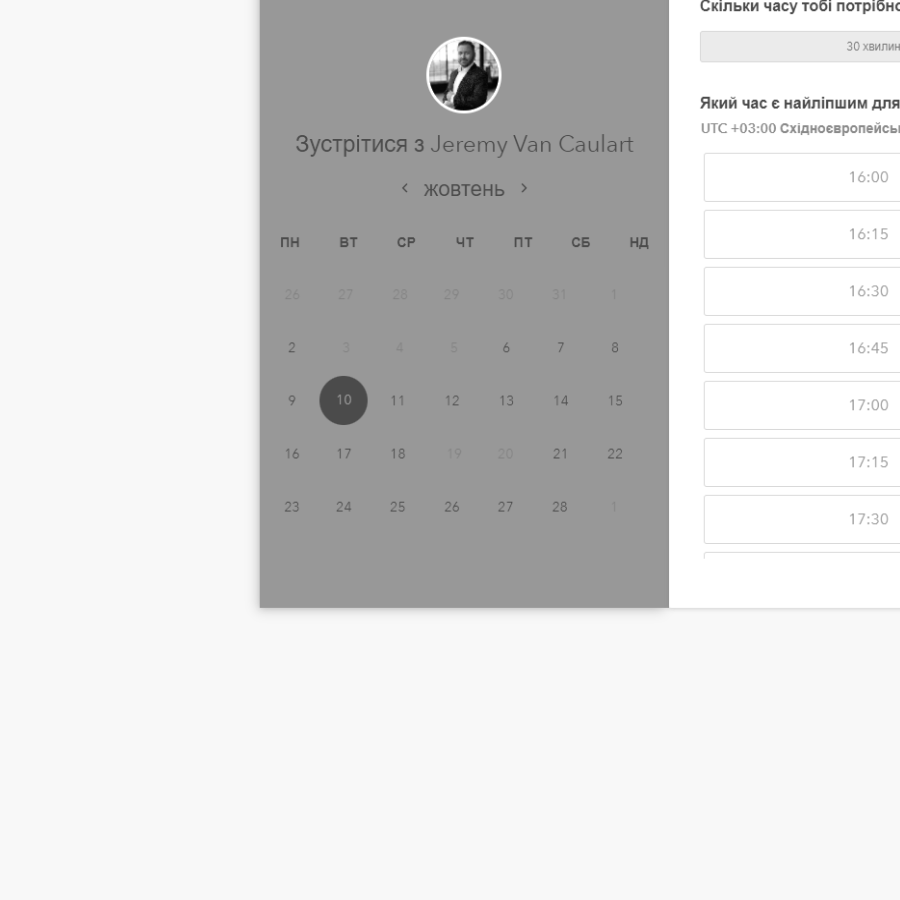 Зустрітися з Jeremy Van Caulart
жовтень
ПН ВТ СР ЧТ ПТ СБ НД
26 27 28 29 30 31 1
2 3 4 5 6 7 8
9 10 11 12 13 14 15
16 17 18 19 20 21 22
23 24 25 26 27 28 1
Скільки часу тобі
30
Який час є найліпшим для
UTC +03:00
16:00
16:15
16:30
16:45
17:00
17:15
17:30